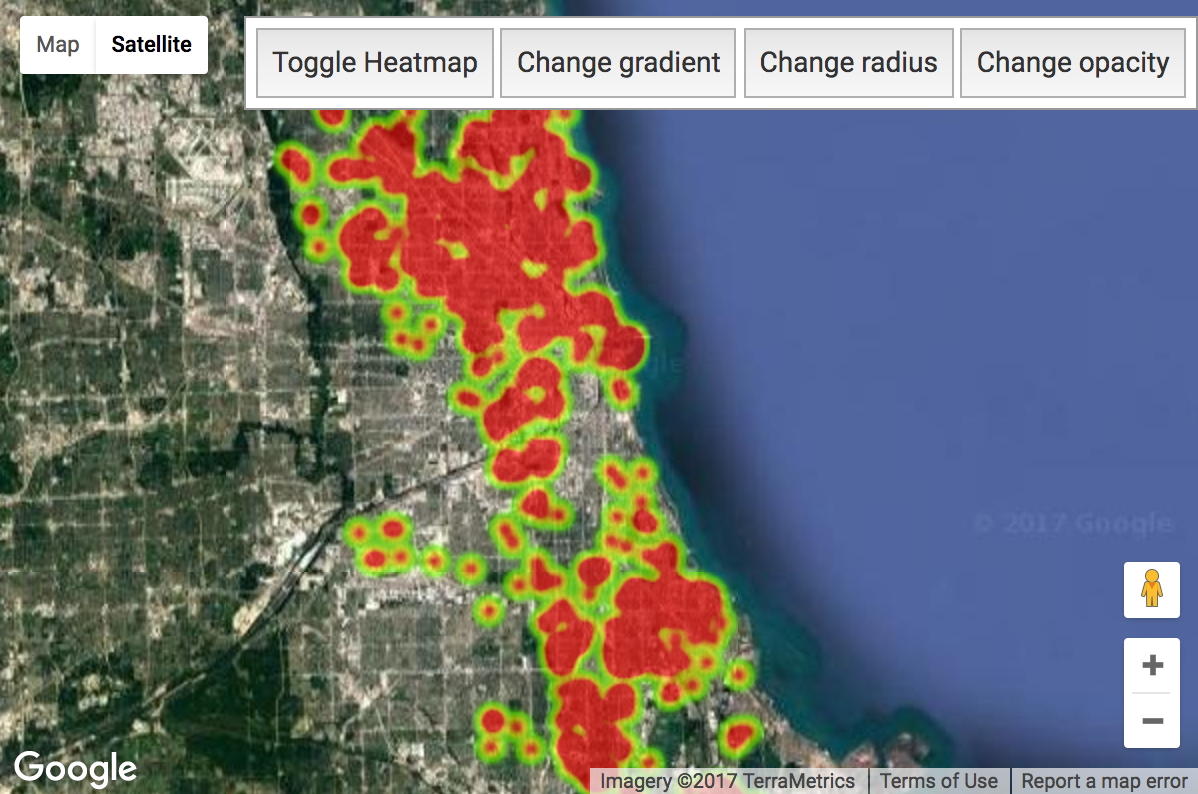 Map
Satellite
Toggle Heatmap
Change gradient
Change radius
Change opacity
© 2017 Google
+
−
Google
Imagery ©2017 TerraMetrics
Terms of Use
Report a map error